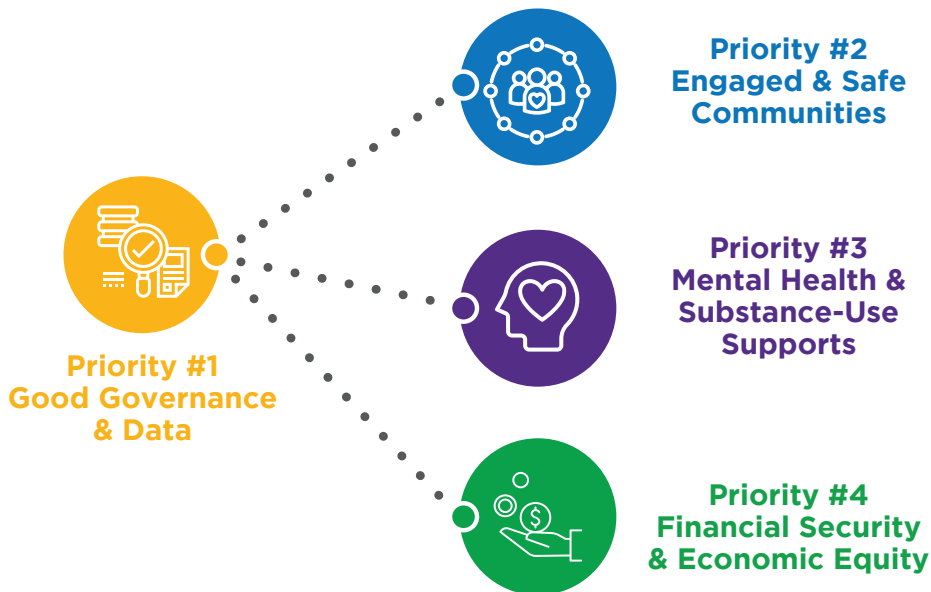 Priority #1
Good Governance
& Data
Priority #2
Engaged & Safe
Communities
Priority #3
Mental Health &
Substance-Use
Supports
$
Priority #4
Financial Security
& Economic Equity